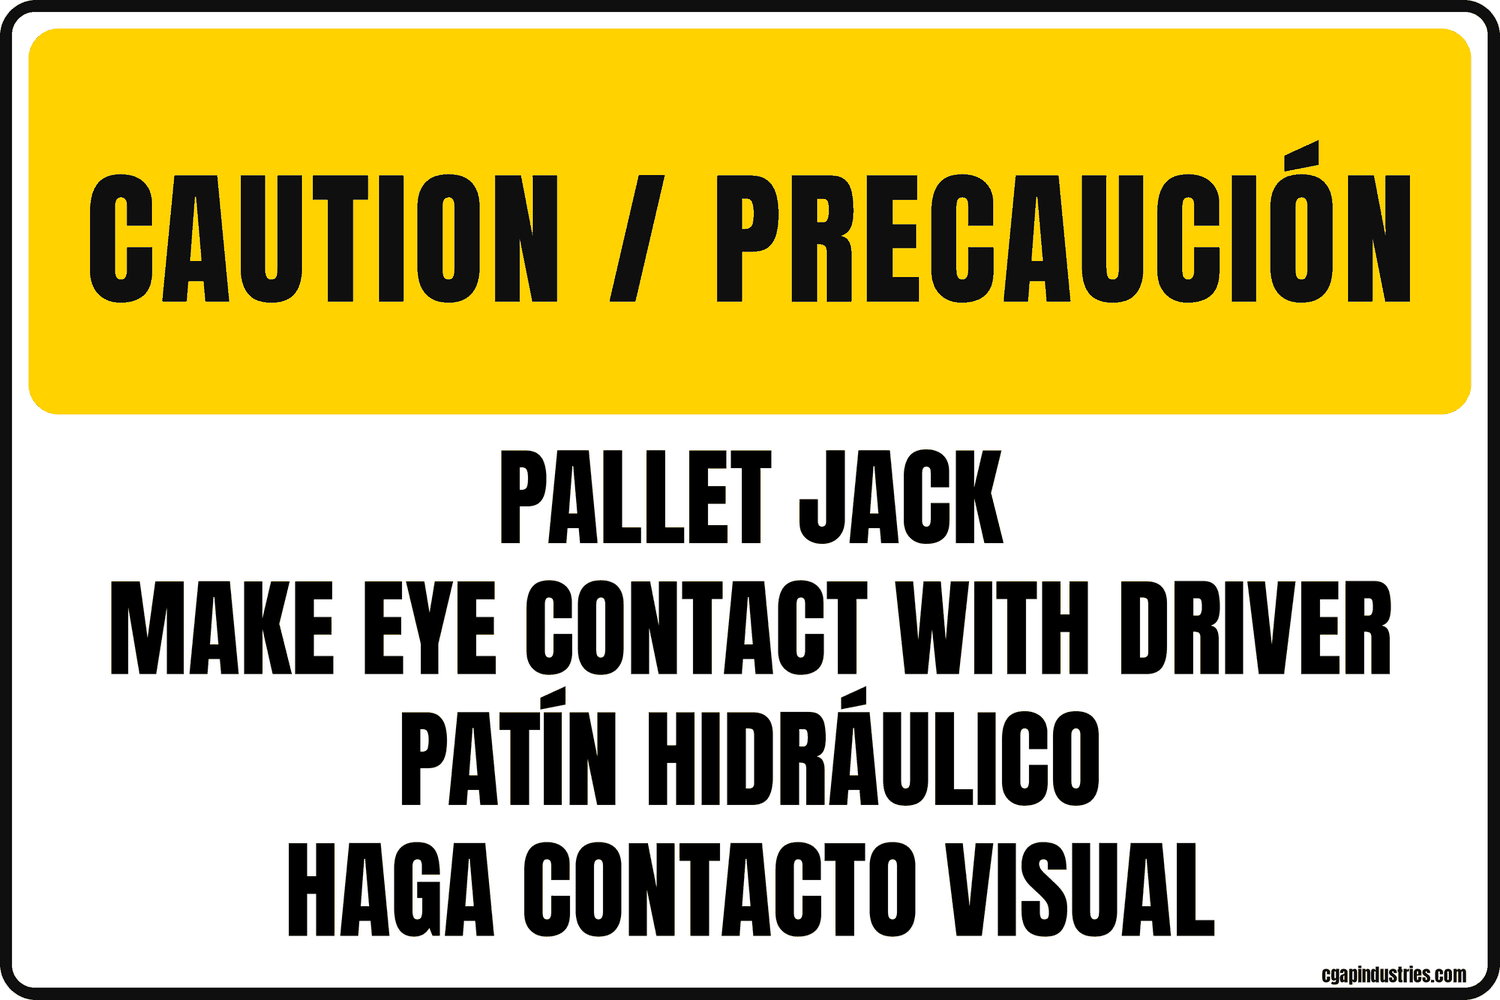 CAUTION / PRECAUCIÓN
PALLET JACK
MAKE EYE CONTACT WITH DRIVER
PATÍN HIDRÁULICO
HAGA CONTACTO VISUAL
cgapindustries.com